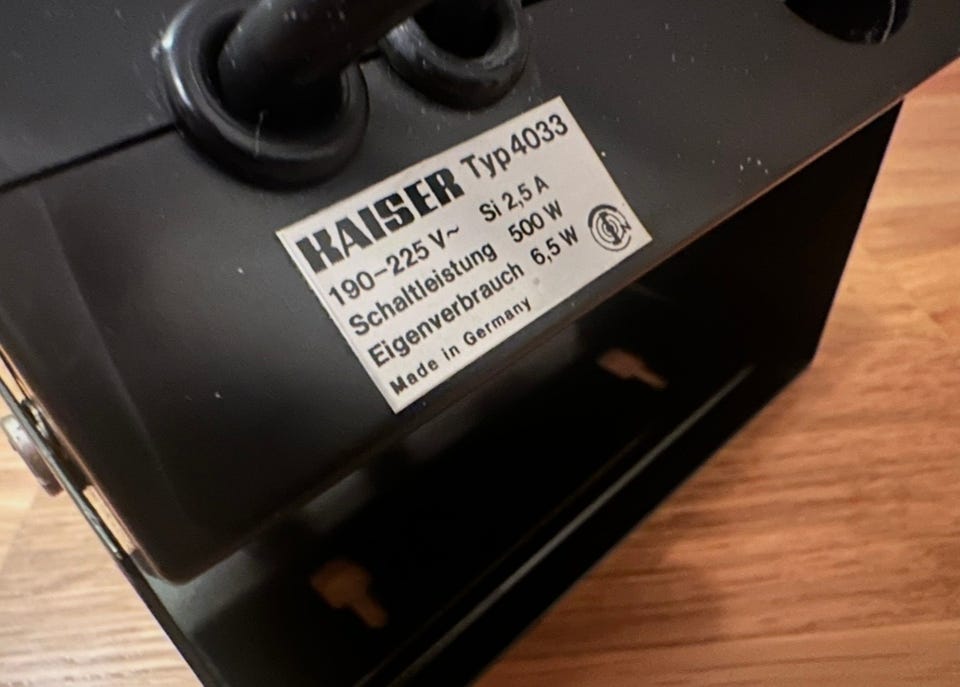 KAISER Typ 4033
190-225 V~ Si 2,5 A
Schaltleistung 500 W
Eigenverbrauch 6,5 W
Made in Germany